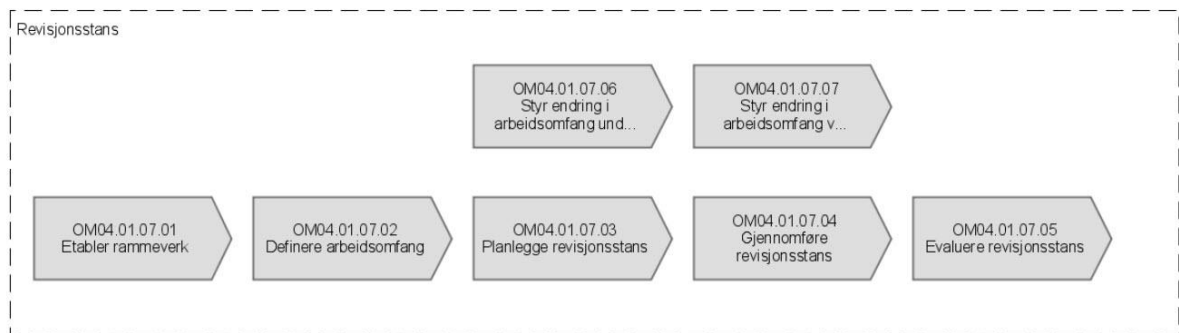 Revisjonsstans
OM04.01.07.06
Styr endring i
arbeidsomfang und...
OM04.01.07.07
Styr endring i
arbeidsomfang v...
OM04.01.07.01
Etabler rammeverk
OM04.01.07.02
Definere arbeidsomfang
OM04.01.07.03
Planlegge revisjonsstans
OM04.01.07.04
Gjennomføre
revisjonsstans
OM04.01.07.05
Evaluere revisjonsstans